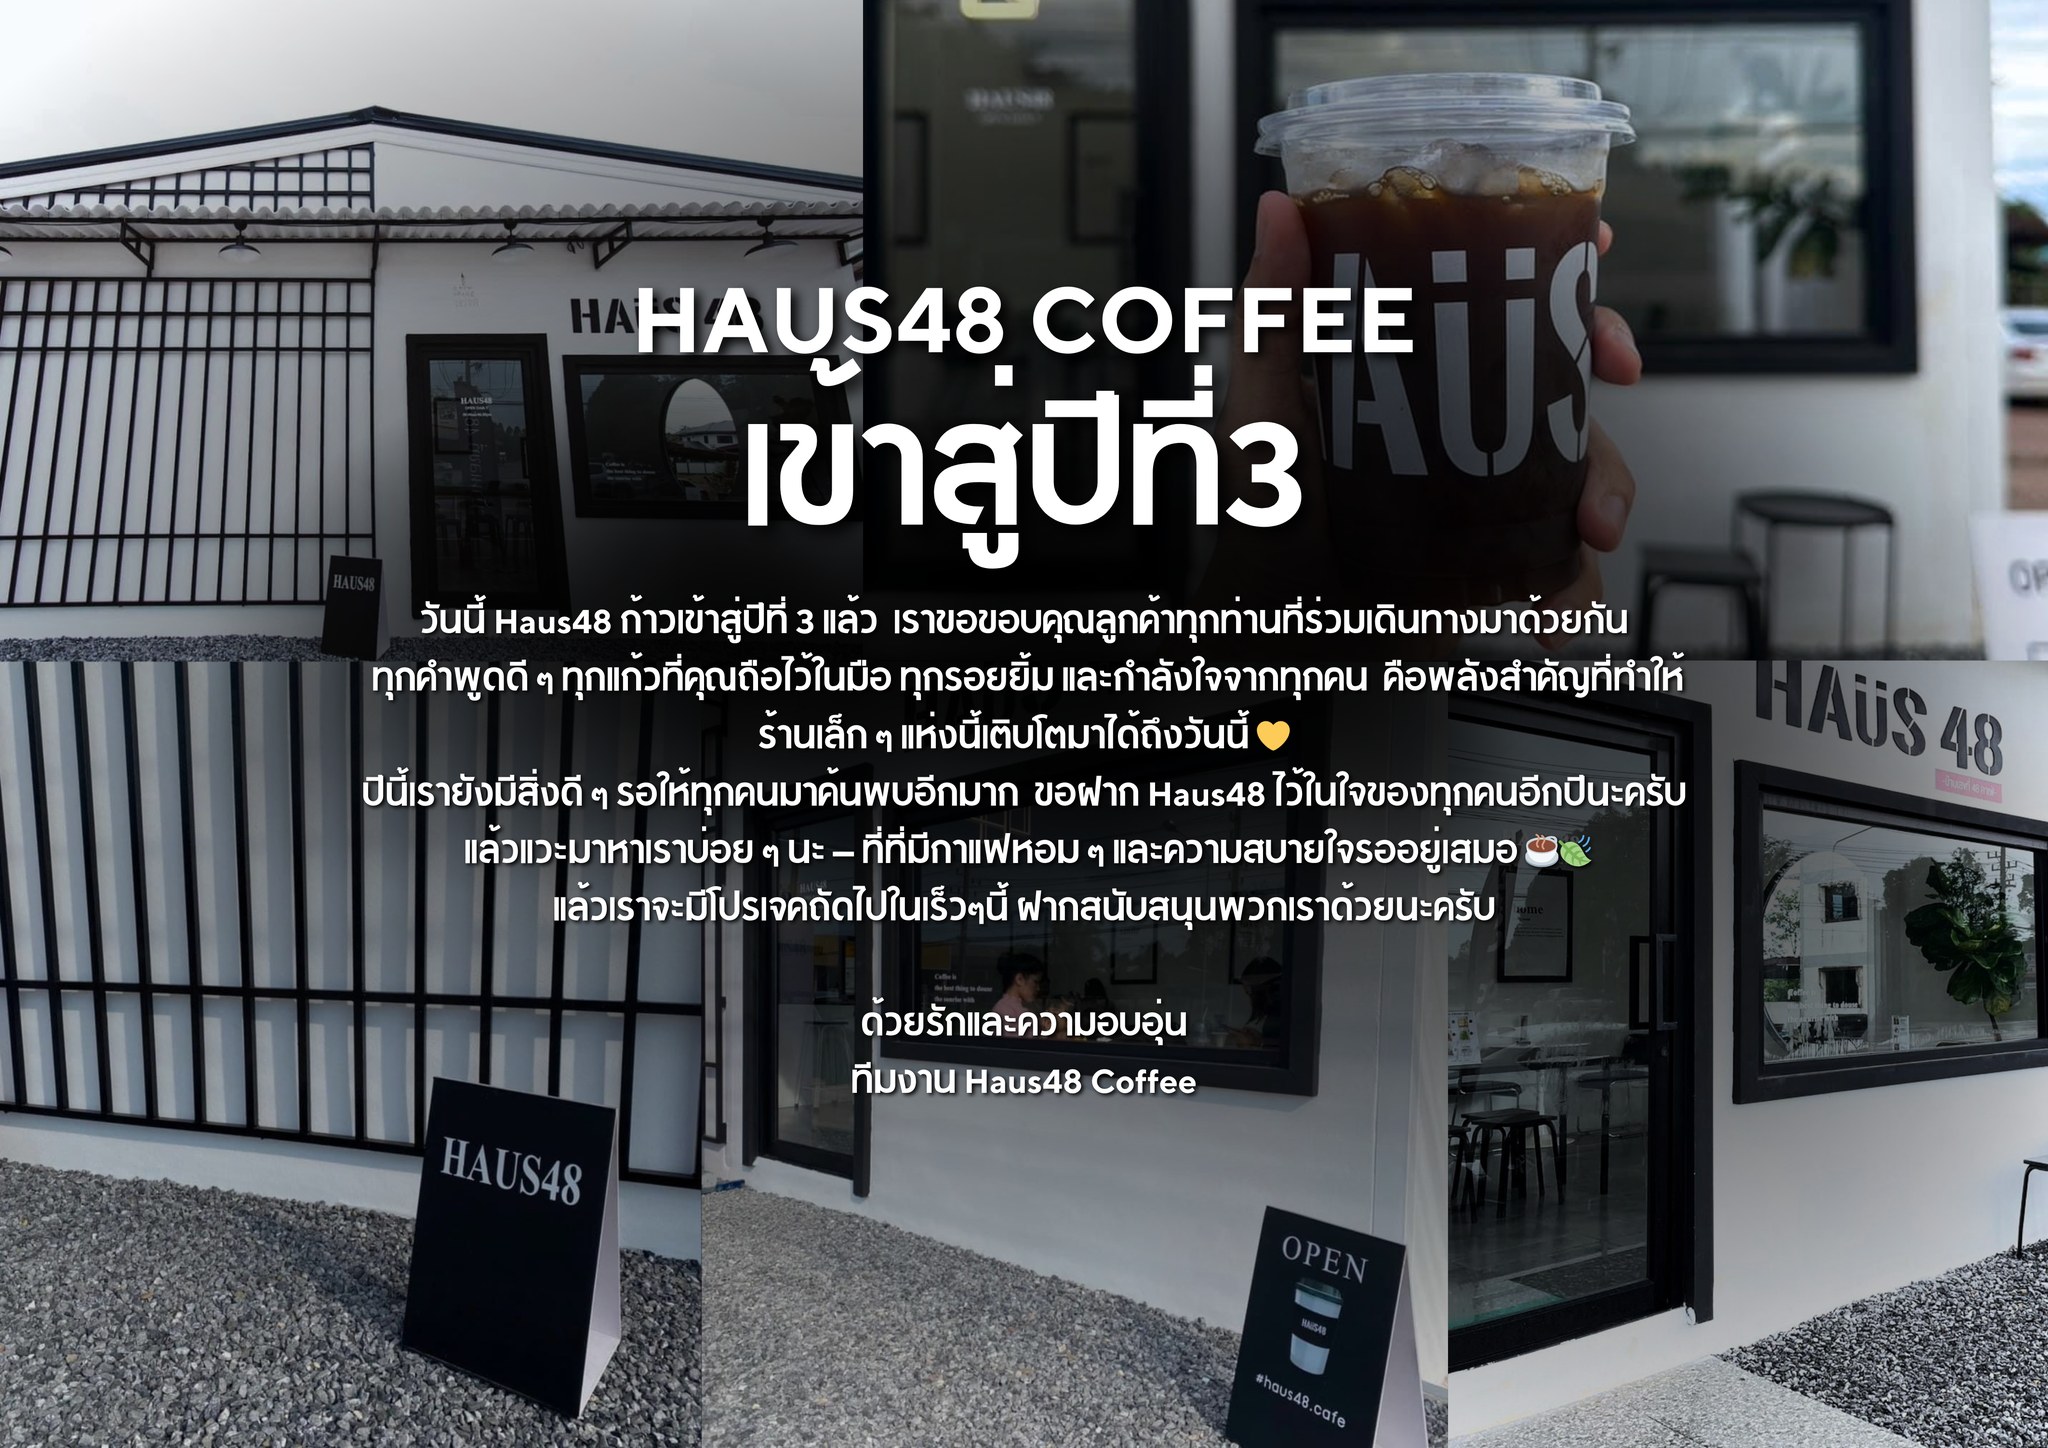 HAUS48 COFFEE
เข้าสู่ปีที่3
วันนี้ Haus48 ก้าวเข้าสู่ปีที่ 3 แล้ว เราขอขอบคุณลูกค้าทุกท่านที่ร่วมเดินทางมาด้วยกัน
ทุกคำพูดดี ๆ ทุกแก้วที่คุณถือไว้ในมือ ทุกรอยยิ้ม และกำลังใจจากทุกคน คือพลังสำคัญที่ทำให้
ร้านเล็ก ๆ แห่งนี้เติบโตมาได้ถึงวันนี้ 💛
ปีนี้เรายังมีสิ่งดี ๆ รอให้ทุกคนมาค้นพบอีกมาก ขอฝาก Haus48 ไว้ในใจของทุกคนอีกปีนะครับ
แล้วแวะมาหาเราบ่อย ๆ นะ — ที่ที่มีกาแฟหอม ๆ และความสบายใจรออยู่เสมอ ☕🍃
แล้วเราจะมีโปรเจคถัดไปในเร็วๆนี้ ฝากสนับสนุนพวกเราด้วยนะครับ
ด้วยรักและความอบอุ่น
ทีมงาน Haus48 Coffee
HAÜS 48
HAUS48
HAUS48
HAUS48
AÜS
HAÜS 48
Coffee is
the best thing to douse
the sunrise with
HAUS48
OPEN
HAÜS48
#haus48.cafe